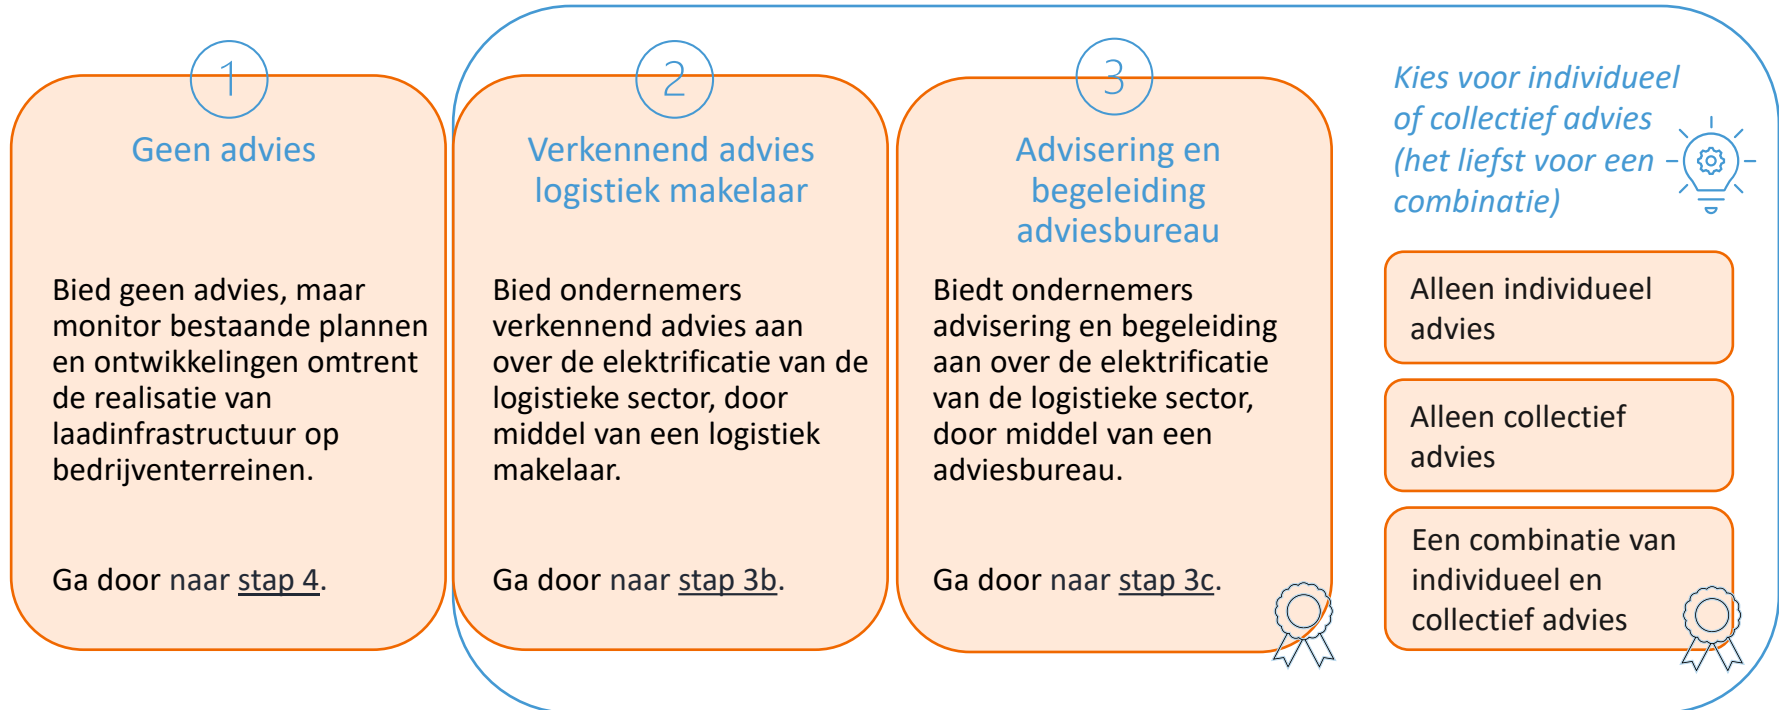 1
Geen advies
Bied geen advies, maar
monitor bestaande plannen
en ontwikkelingen omtrent
de realisatie van
laadinfrastructuur op
bedrijventerreinen.
Ga door naar stap 4.
2
Verkennend advies
logistiek makelaar
Bied ondernemers
verkennend advies aan
over de elektrificatie van de
logistieke sector, door
middel van een logistiek
makelaar.
Ga door naar stap 3b.
3
Advisering en
begeleiding
adviesbureau
Biedt ondernemers
advisering en begeleiding
aan over de elektrificatie
van de logistieke sector,
door middel van een
adviesbureau.
Ga door naar stap 3c.
Kies voor individueel
of collectief advies
(het liefst voor een
combinatie)
Alleen individueel
advies
Alleen collectief
advies
Een combinatie van
individueel en
collectief advies